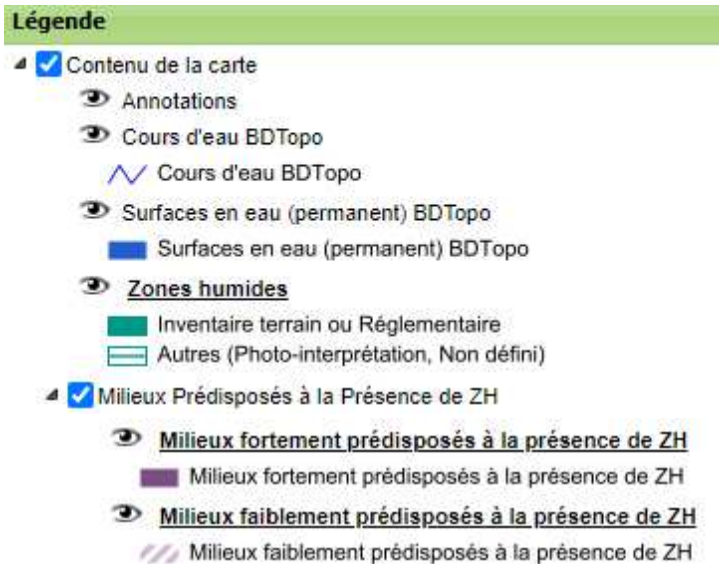 Légende
Contenu de la carte
Annotations
Cours d'eau BDTopo
Cours d'eau BDTopo
Surfaces en eau (permanent) BDTopo
Surfaces en eau (permanent) BDTopo
Zones humides
Inventaire terrain ou Réglementaire
Autres (Photo-interprétation, Non défini)
Milieux Prédisposés à la Présence de ZH
Milieux fortement prédisposés à la présence de ZH
Milieux fortement prédisposés à la présence de ZH
Milieux faiblement prédisposés à la présence de ZH
Milieux faiblement prédisposés à la présence de ZH